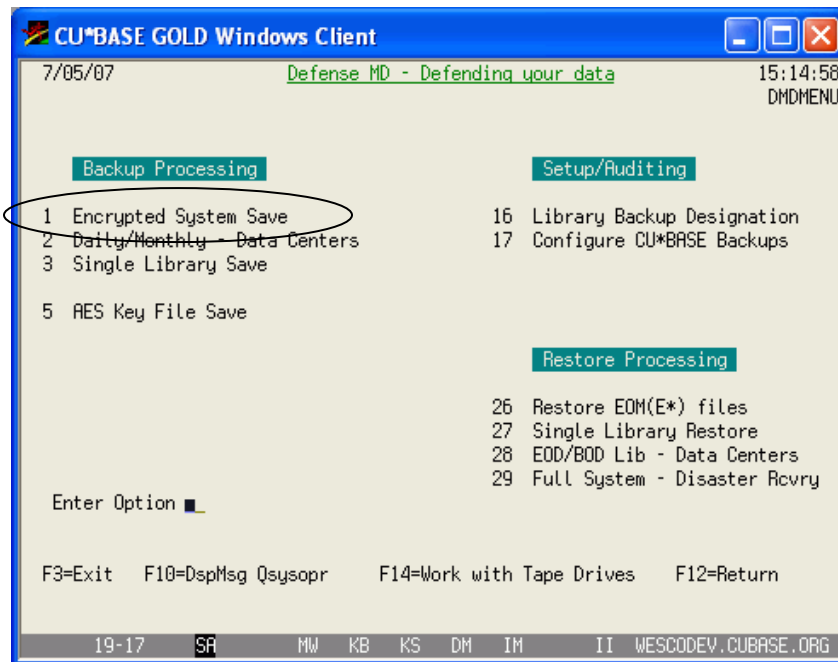 CU*BASE GOLD Windows Client
7/05/07 Defense MD - Defending your data 15:14:58
DMDMENU
Backup Processing Setup/Auditing
1 Encrypted System Save 16 Library Backup Designation
2 Daily/Monthly - Data Centers 17 Configure CU*BASE Backups
3 Single Library Save
5 AES Key File Save
Restore Processing
26 Restore EOM(E*) files
27 Single Library Restore
28 EOD/BOD Lib - Data Centers
29 Full System - Disaster Rcvry
Enter Option
F3=Exit F10=DspMsg Qsysopr F14=Work with Tape Drives F12=Return
19-17 SA MW KB KS DM IM II WESCODEV.CUBASE.ORG